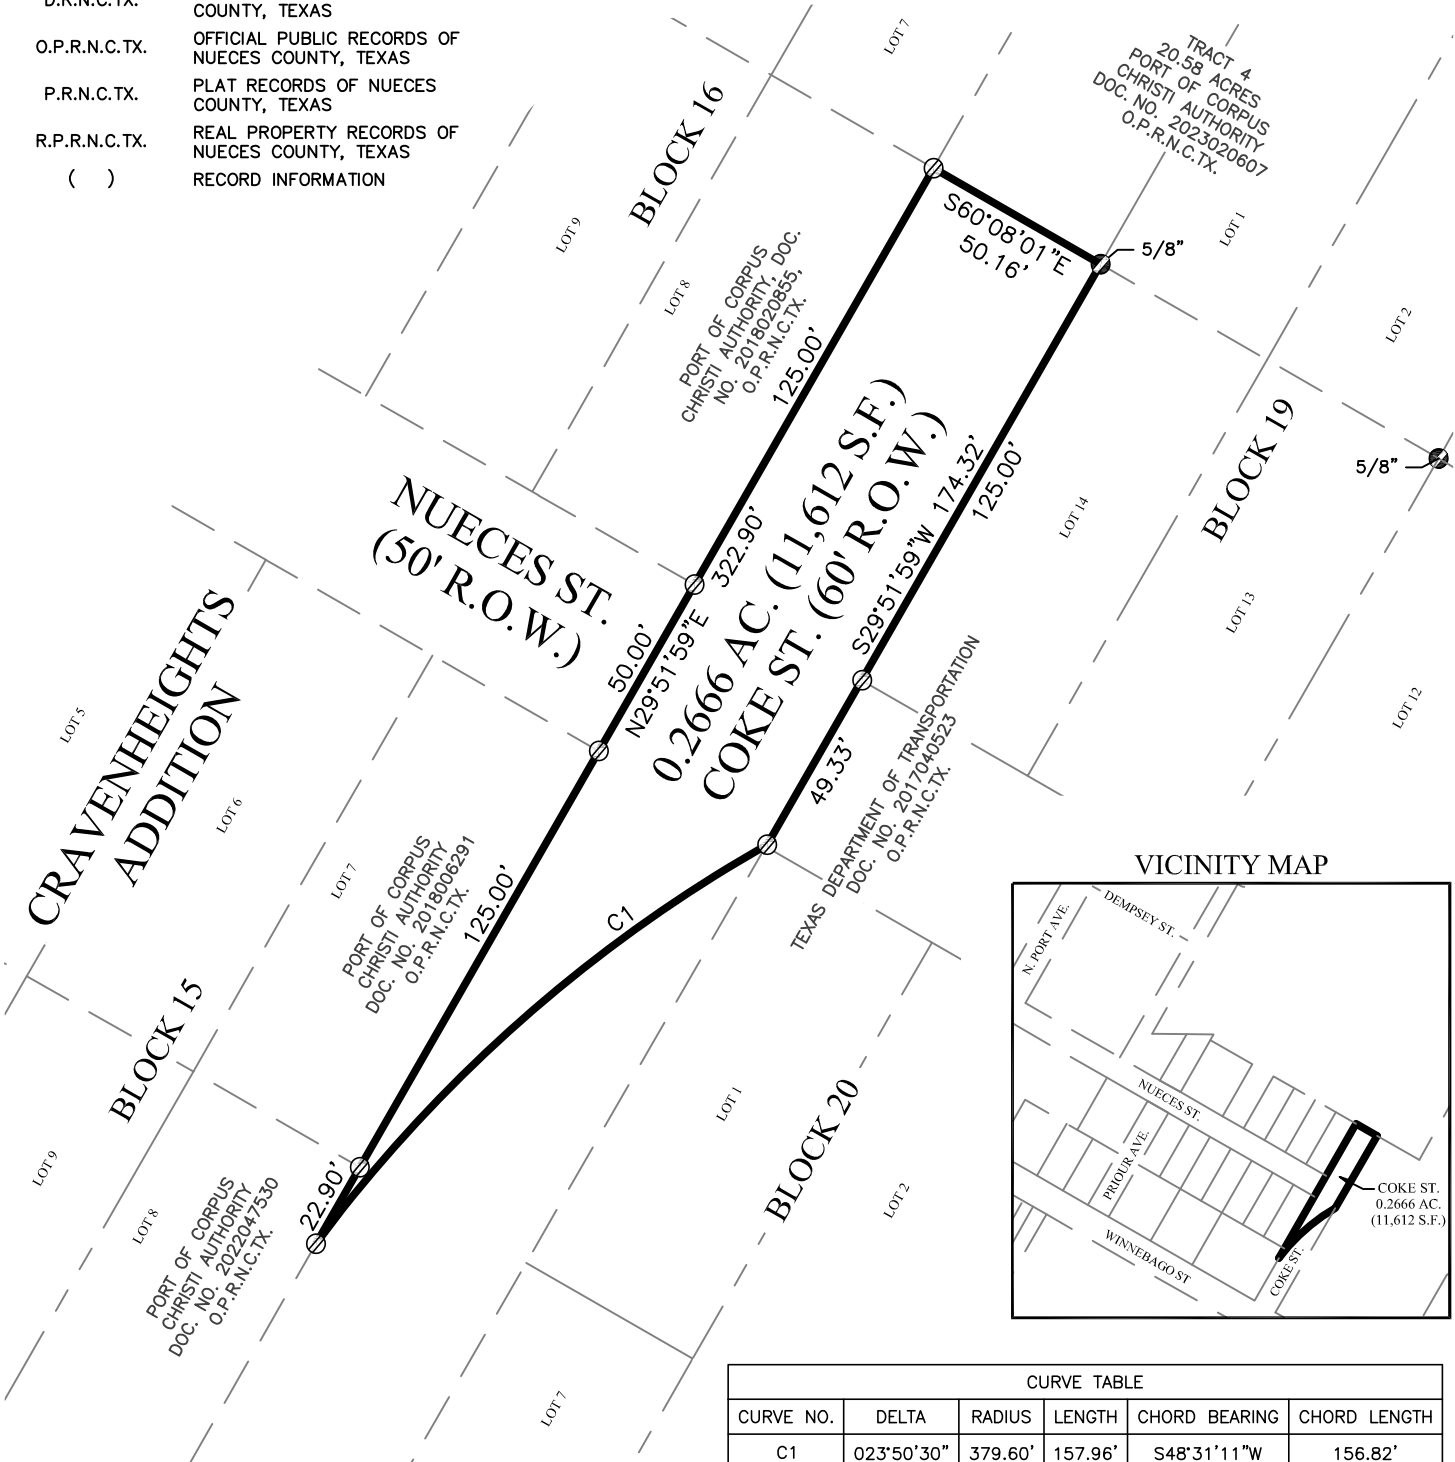 D.R.N.C.TX.
COUNTY, TEXAS
O.P.R.N.C.TX.
OFFICIAL PUBLIC RECORDS OF
NUECES COUNTY, TEXAS
P.R.N.C.TX.
PLAT RECORDS OF NUECES
COUNTY, TEXAS
R.P.R.N.C.TX.
REAL PROPERTY RECORDS OF
NUECES COUNTY, TEXAS
( )
RECORD INFORMATION
LOT 7
TRACT 4
20.58 ACRES
PORT OF CORPUS
CHRISTI AUTHORITY
DOC. NO. 2023020607
O.P.R.N.C.TX.
BLOCK 16
LOT 9
LOT 8
PORT OF CORPUS
CHRISTI AUTHORITY, DOC.
NO. 2018020855,
O.P.R.N.C.TX.
S60°08'01"E
50.16'
5/8"
LOT 1
LOT 2
125.00'
BLOCK 19
5/8"
LOT 14
LOT 13
LOT 12
NUECES ST.
(50' R.O.W.)
322.90'
N29°51'59"E
50.00'
0.2666 AC. (11,612 S.F.)
COKE ST. (60' R.O.W.)
S29°51'59"W 174.32'
125.00'
49.33'
TEXAS DEPARTMENT OF TRANSPORTATION
DOC. NO. 2017040523
O.P.R.N.C.TX.
CRAVENHEIGHTS
ADDITION
LOT 5
LOT 6
LOT 7
PORT OF CORPUS
CHRISTI AUTHORITY
DOC. NO. 2018006291
O.P.R.N.C.TX.
125.00'
C1
BLOCK 15
LOT 9
LOT 8
PORT OF CORPUS
CHRISTI AUTHORITY
DOC. NO. 2022047530
O.P.R.N.C.TX.
22.90'
LOT 1
BLOCK 20
LOT 2
LOT 7
VICINITY MAP
N. PORT AVE.
DEMPSEY ST.
NUECES ST.
PRIOUR AVE.
WINNEBAGO ST
COKE ST.
COKE ST.
0.2666 AC.
(11,612 S.F.)
CURVE TABLE
CURVE NO. DELTA RADIUS LENGTH CHORD BEARING CHORD LENGTH
C1 023°50'30" 379.60' 157.96' S48°31'11"W 156.82'